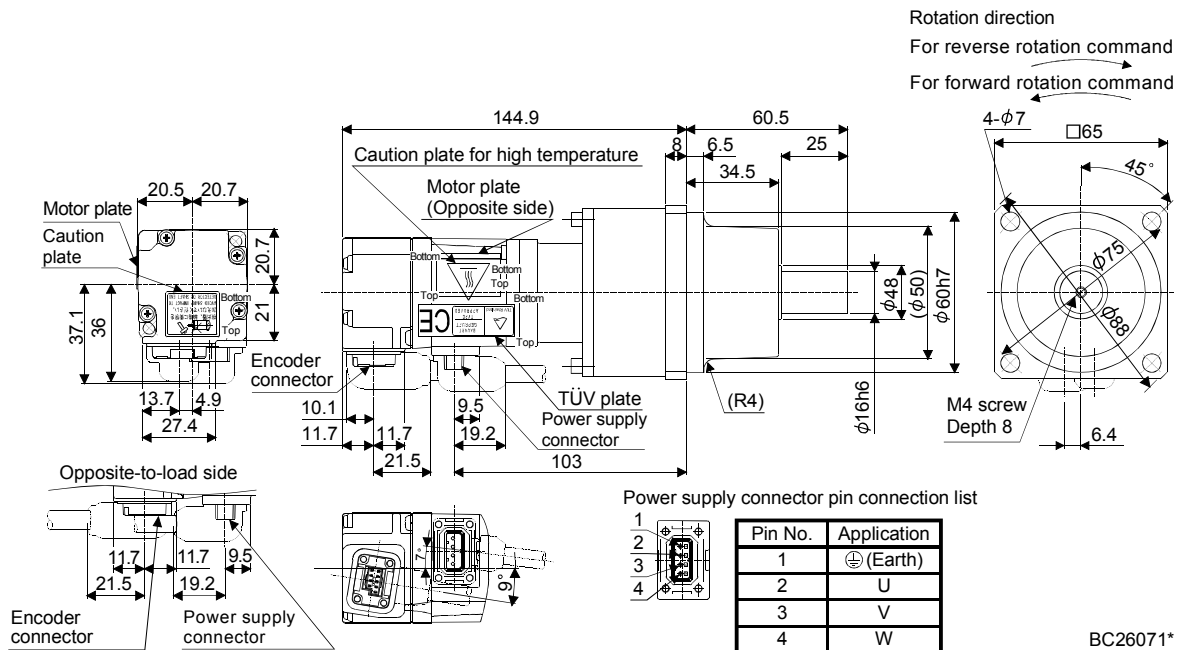 Rotation direction
For reverse rotation command
For forward rotation command
144.9
60.5
4-φ7
□65
8
6.5
25
Caution plate for high temperature
34.5
45°
20.5
20.7
Motor plate
(Opposite side)
Motor plate
Caution
plate
20.7
Bottom
Bottom
Top
Top
Bottom
Top
Bottom
Top
37.1
36
21
CE
φ75
φ88
φ48
(φ50)
φ60h7
φ16h6
Encoder
connector
TÜV plate
(R4)
13.7
4.9
27.4
10.1
9.5
Power supply
connector
M4 screw
Depth 8
11.7
11.7
19.2
6.4
21.5
103
Opposite-to-load side
Power supply connector pin connection list
1
2
3
4
Pin No.
Application
1
(Earth)
2
U
3
V
4
W
11.7
11.7
9.5
21.5
19.2
7°
9°
Encoder
connector
Power supply
connector
BC26071*